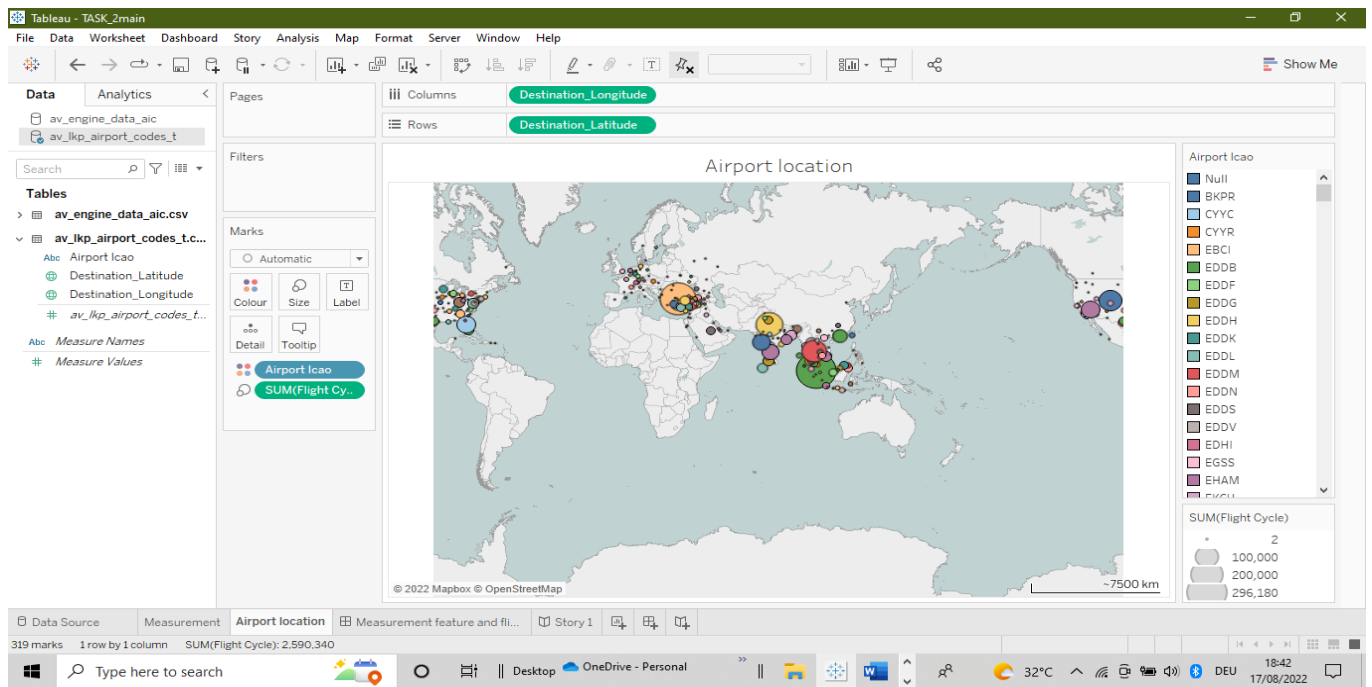 Tableau - TASK_2main
File Data Worksheet Dashboard Story Analysis Map Format Server Window Help
Show Me
Data Analytics
av_engine_data_aic
av_lkp_airport_codes_t
Search
Tables
av_engine_data_aic.csv
av_lkp_airport_codes_t.c...
Abc Airport Icao
Destination_Latitude
Destination_Longitude
# av_lkp_airport_codes_t...
Abc Measure Names
# Measure Values
Pages
Filters
Marks
Automatic
Colour Size Label
Detail Tooltip
Airport Icao
SUM(Flight Cy..
iii Columns Destination_Longitude
Rows Destination_Latitude
Airport location
© 2022 Mapbox © OpenStreetMap
~7500 km
Airport Icao
Null
BKPR
CYYC
CYYR
EBCI
EDDB
EDDF
EDDG
EDDH
EDDK
EDDL
EDDM
EDDN
EDDS
EDDV
EDHI
EGSS
EHAM
SUM(Flight Cycle)
2
100,000
200,000
296,180
Data Source Measurement Airport location Measurement feature and fli... Story 1
319 marks 1 row by 1 column SUM(Flight Cycle): 2,590,340
Type here to search Desktop OneDrive - Personal 32°C DEU 18:42
17/08/2022